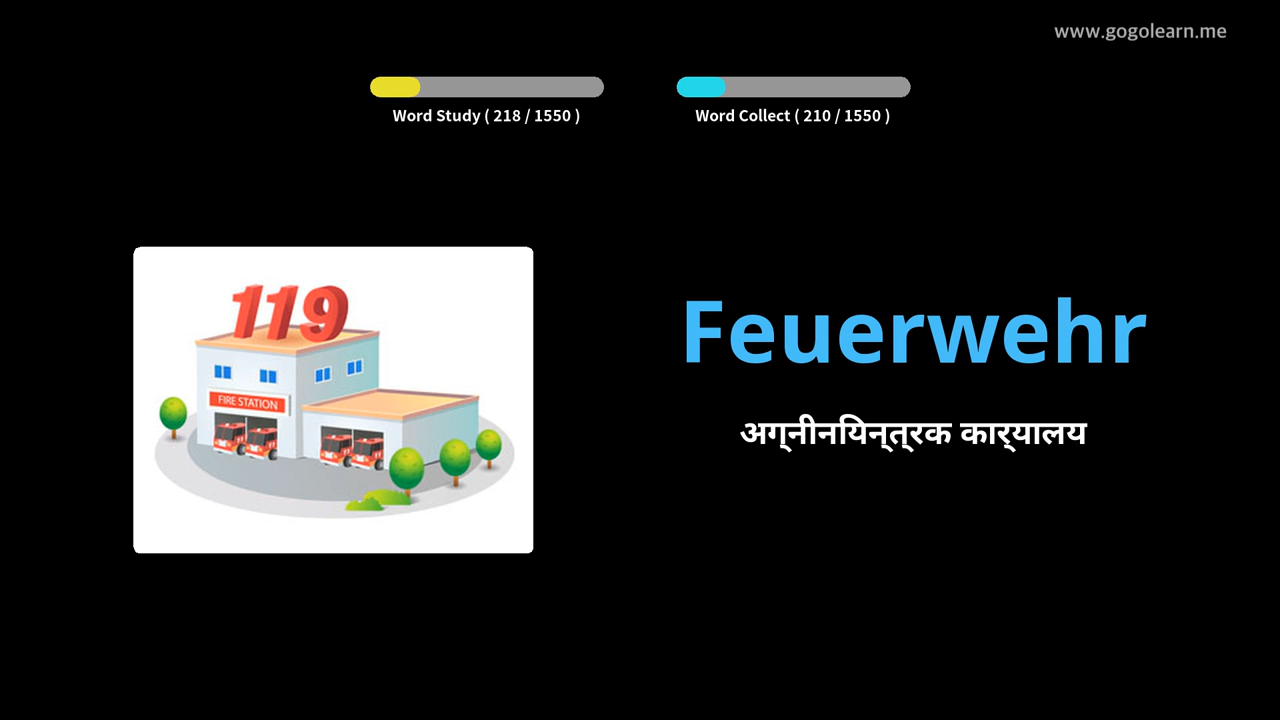 www.gogolearn.me
Word Study ( 218 / 1550 )
Word Collect ( 210 / 1550 )
119
FIRE STATION
Feuerwehr
अग्नीनयिन्त्रक कार्यालय